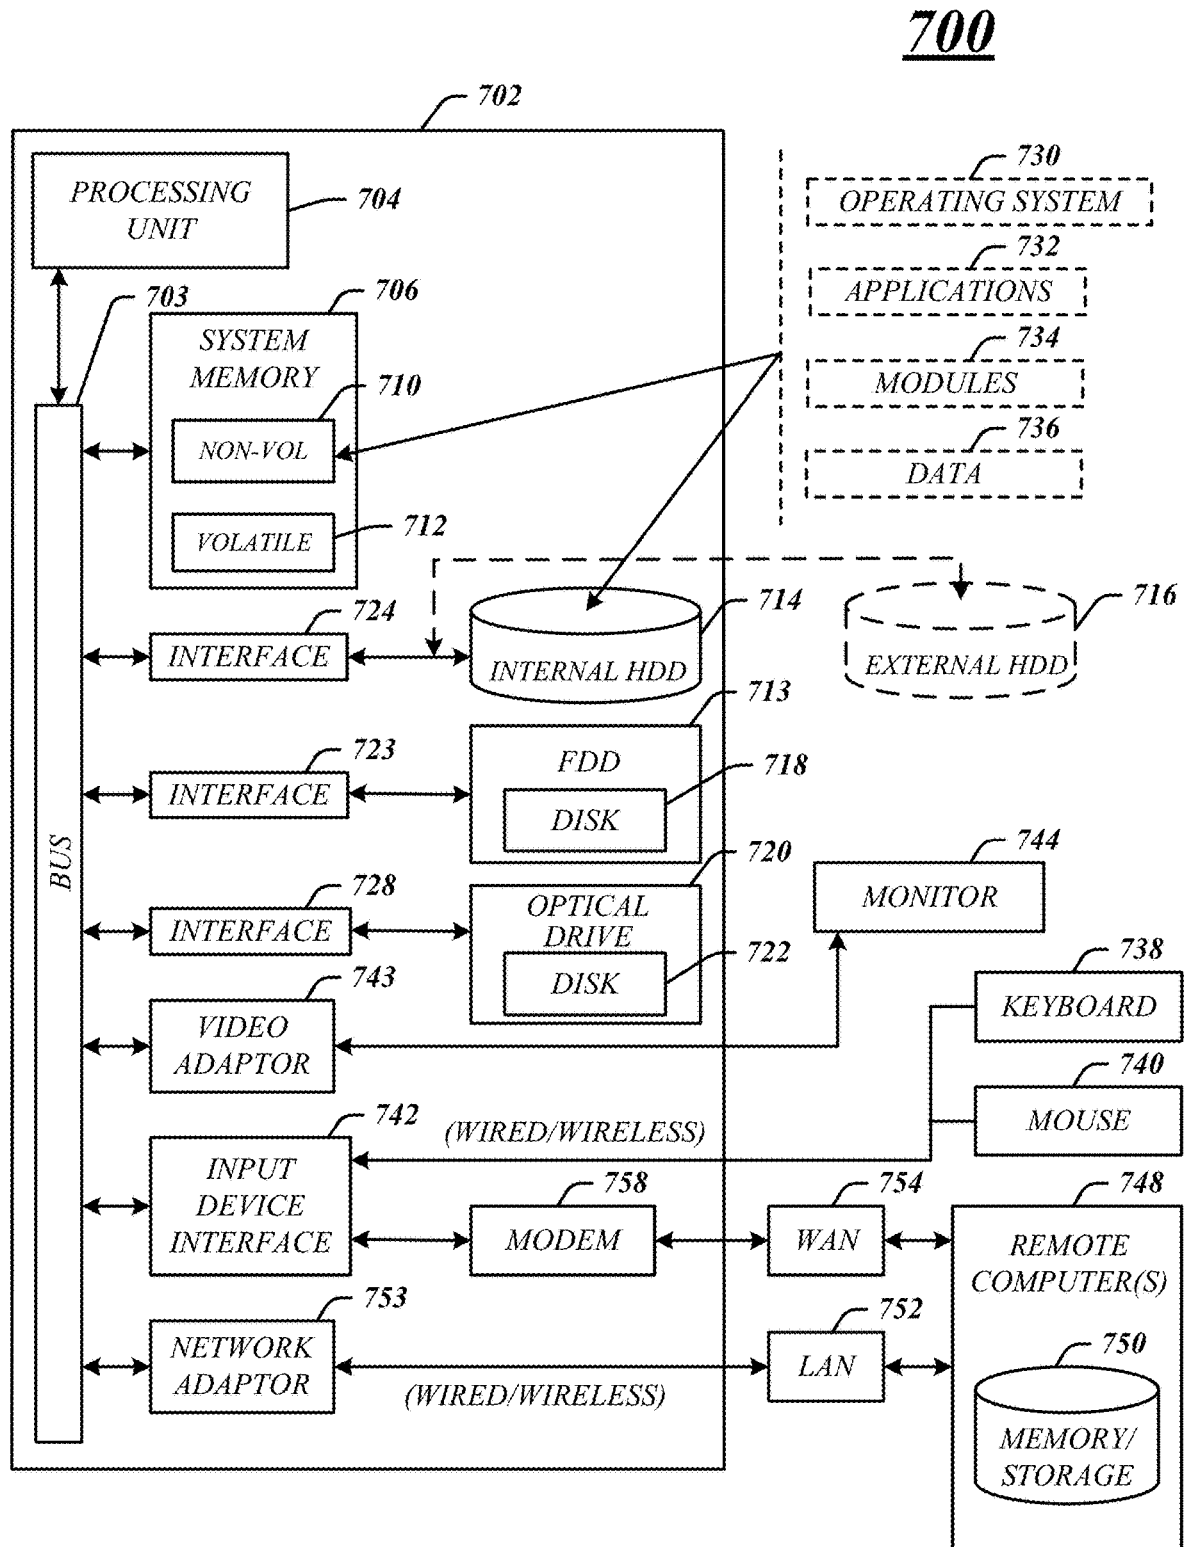 700
702
PROCESSING
UNIT
704
703
706
SYSTEM
MEMORY
710
NON-VOL
712
VOLATILE
730
OPERATING SYSTEM
732
APPLICATIONS
734
MODULES
736
DATA
724
INTERFACE
714
INTERNAL HDD
716
EXTERNAL HDD
723
INTERFACE
713
FDD
718
DISK
BUS
728
INTERFACE
720
OPTICAL
DRIVE
722
DISK
744
MONITOR
743
VIDEO
ADAPTOR
738
KEYBOARD
740
MOUSE
742
INPUT
DEVICE
INTERFACE
(WIRED/WIRELESS)
758
MODEM
754
WAN
748
REMOTE
COMPUTER(S)
753
NETWORK
ADAPTOR
(WIRED/WIRELESS)
752
LAN
750
MEMORY/
STORAGE